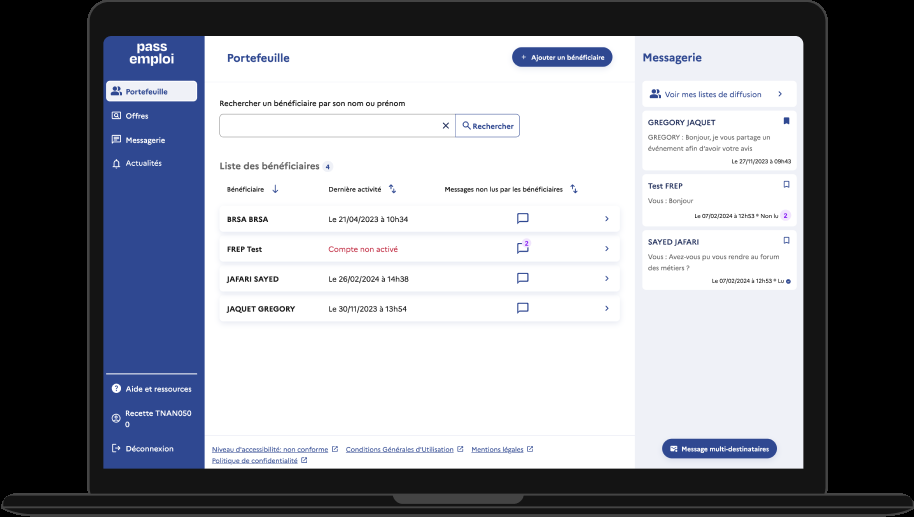 pass
emploi
Portefeuille
Offres
Messagerie
Actualités
Aide et ressources
Recette TNAN050
0
Déconnexion
Portefeuille
+ Ajouter un bénéficiaire
Rechercher un bénéficiaire par son nom ou prénom
Rechercher
Liste des bénéficiaires 4
Bénéficiaire Dernière activité Messages non lus par les bénéficiaires
BRSA BRSA Le 21/04/2023 à 10h34
FREP Test Compte non activé 2
JAFARI SAYED Le 26/02/2024 à 14h38
JAQUET GREGORY Le 30/11/2023 à 13h54
Niveau d'accessibilité: non conforme Conditions Générales d'Utilisation Mentions légales
Politique de confidentialité
Messagerie
Voir mes listes de diffusion
GREGORY JAQUET
GREGORY : Bonjour, je vous partage un
événement afin d'avoir votre avis
Le 27/11/2023 à 09h43
Test FREP
Vous : Bonjour
Le 07/02/2024 à 12h53 • Non lu 2
SAYED JAFARI
Vous : Avez-vous pu vous rendre au forum
des métiers ?
Le 07/02/2024 à 12h53 • Lu
Message multi-destinataires